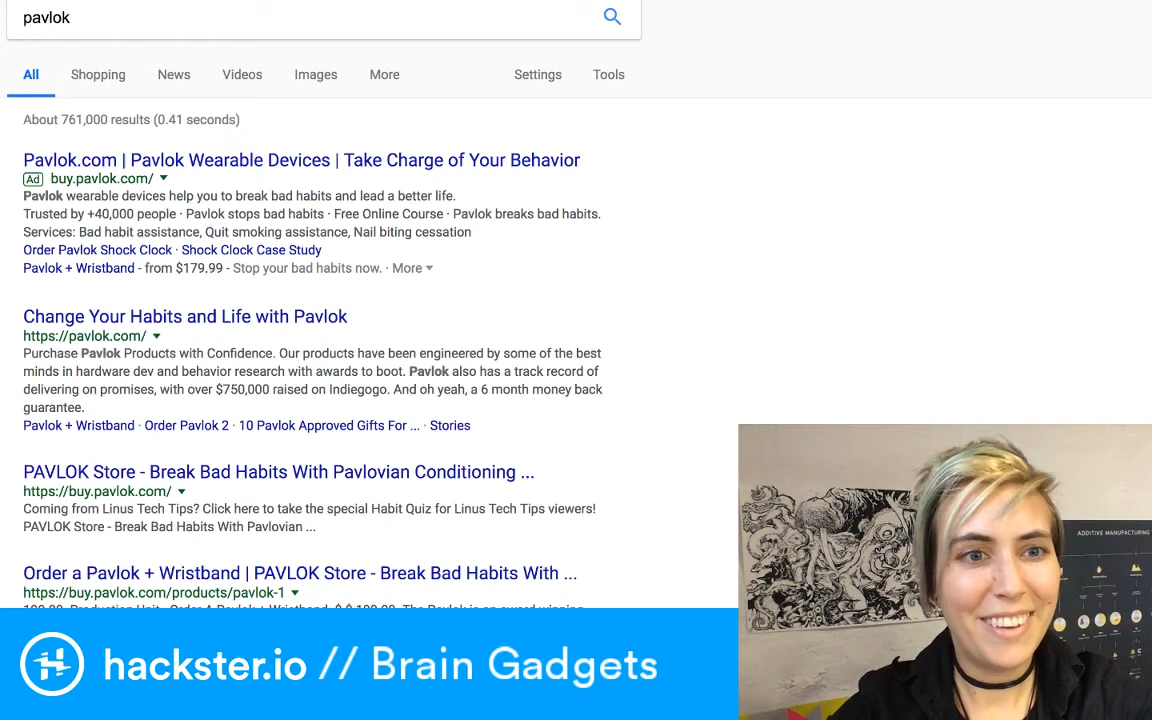 pavlok
All Shopping News Videos Images More Settings Tools
About 761,000 results (0.41 seconds)
Pavlok.com | Pavlok Wearable Devices | Take Charge of Your Behavior
Ad buy.pavlok.com/
Pavlok wearable devices help you to break bad habits and lead a better life.
Trusted by +40,000 people · Pavlok stops bad habits · Free Online Course · Pavlok breaks bad habits.
Services: Bad habit assistance, Quit smoking assistance, Nail biting cessation
Order Pavlok Shock Clock · Shock Clock Case Study
Pavlok + Wristband - from $179.99 - Stop your bad habits now. · More
Change Your Habits and Life with Pavlok
https://pavlok.com/
Purchase Pavlok Products with Confidence. Our products have been engineered by some of the best
minds in hardware dev and behavior research with awards to boot. Pavlok also has a track record of
delivering on promises, with over $750,000 raised on Indiegogo. And oh yeah, a 6 month money back
guarantee.
Pavlok + Wristband · Order Pavlok 2 · 10 Pavlok Approved Gifts For ... · Stories
PAVLOK Store - Break Bad Habits With Pavlovian Conditioning ...
https://buy.pavlok.com/
Coming from Linus Tech Tips? Click here to take the special Habit Quiz for Linus Tech Tips viewers!
PAVLOK Store - Break Bad Habits With Pavlovian ...
Order a Pavlok + Wristband | PAVLOK Store - Break Bad Habits With ...
https://buy.pavlok.com/products/pavlok-1
hackster.io // Brain Gadgets
ADDITIVE MANUFACTURING